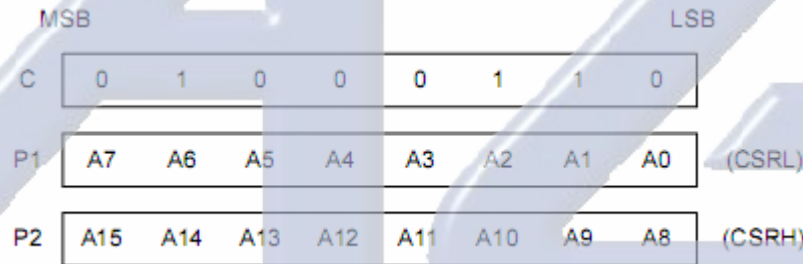 MSB LSB
C 0 1 0 0 0 1 1 0
P1 A7 A6 A5 A4 A3 A2 A1 A0 (CSRL)
P2 A15 A14 A13 A12 A11 A10 A9 A8 (CSRH)